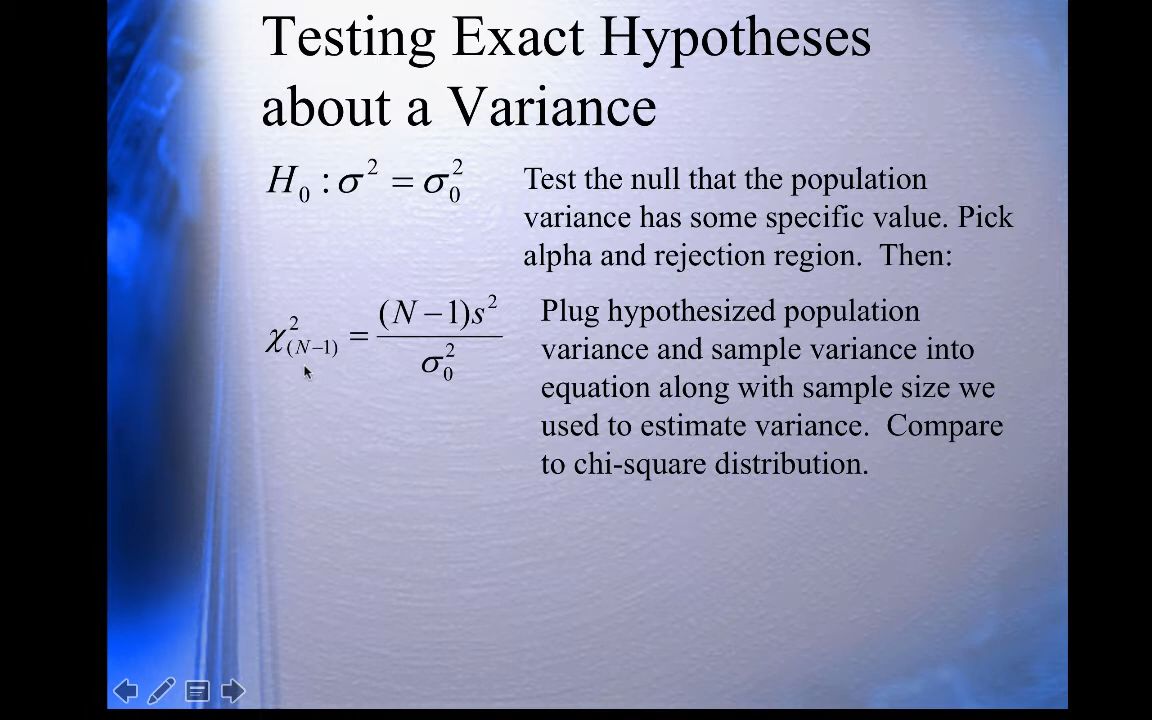 Testing Exact Hypotheses
about a Variance
H₀ : σ² = σ₀²
Test the null that the population
variance has some specific value. Pick
alpha and rejection region.  Then:
χ²₍N−1₎ = (N − 1)s² / σ₀²
Plug hypothesized population
variance and sample variance into
equation along with sample size we
used to estimate variance.  Compare
to chi-square distribution.